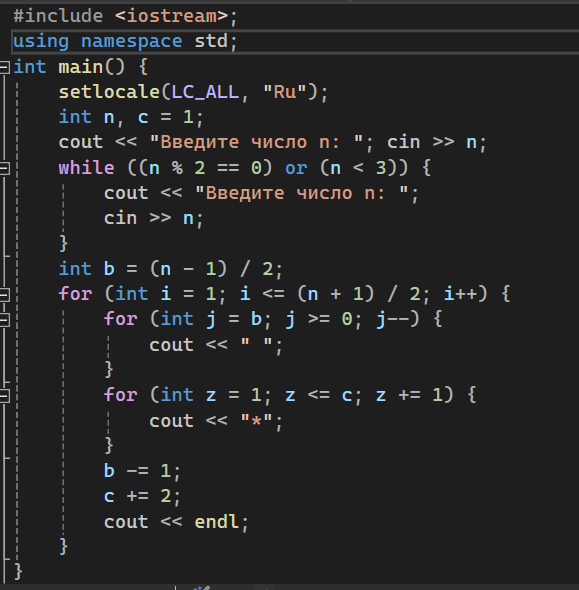 #include <iostream>;
using namespace std;
int main() {
    setlocale(LC_ALL, "Ru");
    int n, c = 1;
    cout << "Введите число n: "; cin >> n;
    while ((n % 2 == 0) or (n < 3)) {
        cout << "Введите число n: ";
        cin >> n;
    }
    int b = (n - 1) / 2;
    for (int i = 1; i <= (n + 1) / 2; i++) {
        for (int j = b; j >= 0; j--) {
            cout << " ";
        }
        for (int z = 1; z <= c; z += 1) {
            cout << "*";
        }
        b -= 1;
        c += 2;
        cout << endl;
    }
}